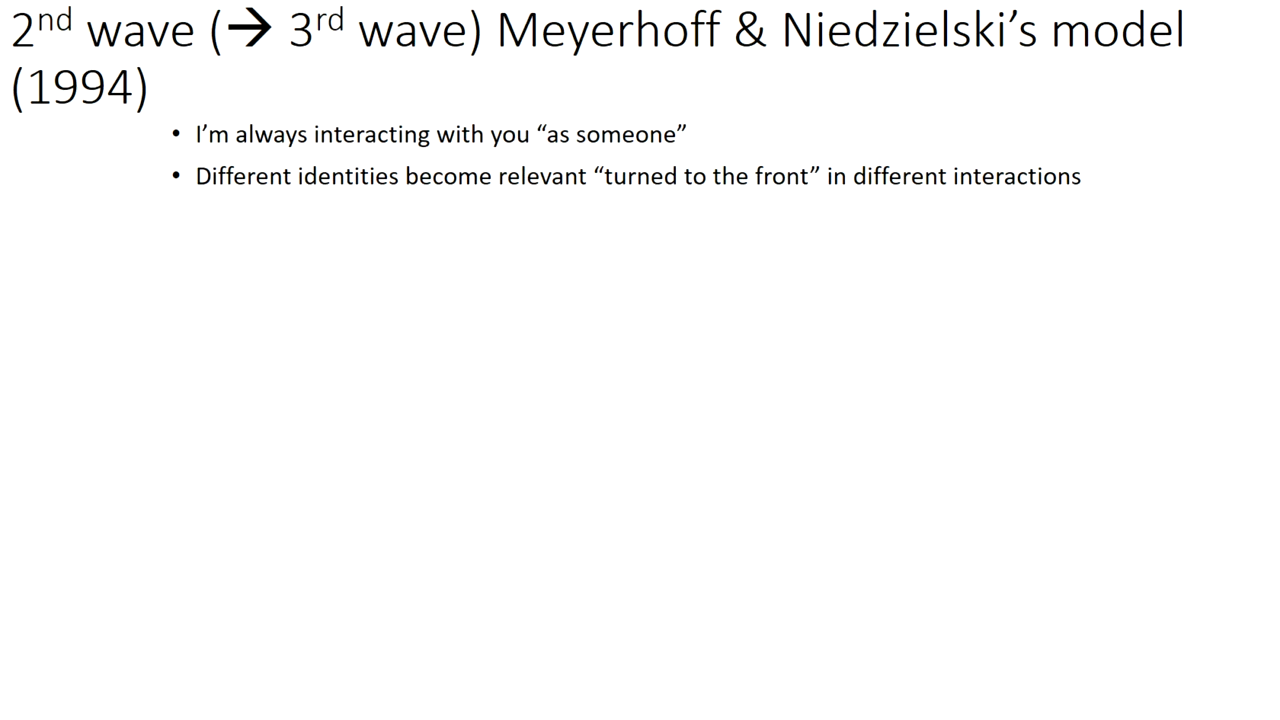 2nd wave (→ 3rd wave) Meyerhoff & Niedzielski’s model
(1994)
• I’m always interacting with you “as someone”
• Different identities become relevant “turned to the front” in different interactions